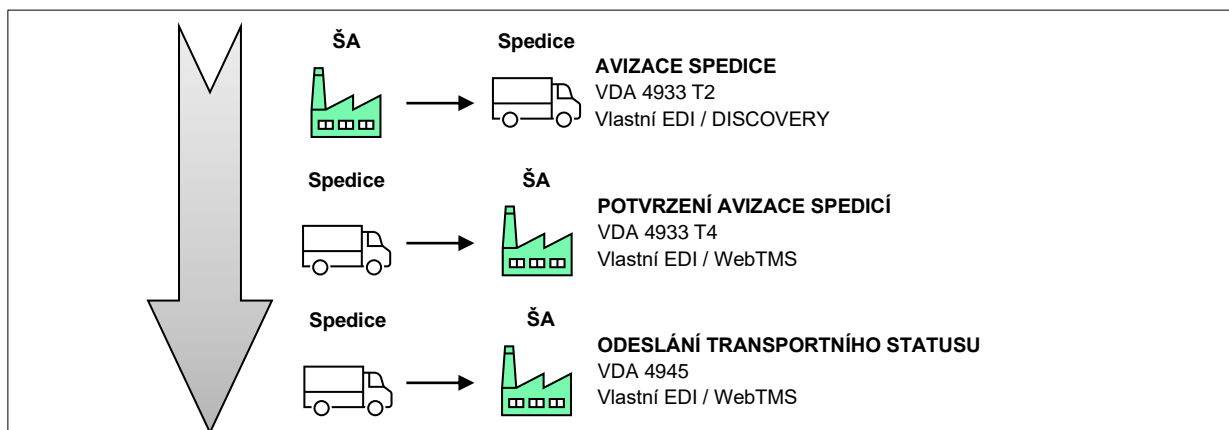 ŠA
Spedice
AVIZACE SPEDICE
VDA 4933 T2
Vlastní EDI / DISCOVERY
Spedice
ŠA
POTVRZENÍ AVIZACE SPEDICÍ
VDA 4933 T4
Vlastní EDI / WebTMS
Spedice
ŠA
ODESLÁNÍ TRANSPORTNÍHO STATUSU
VDA 4945
Vlastní EDI / WebTMS